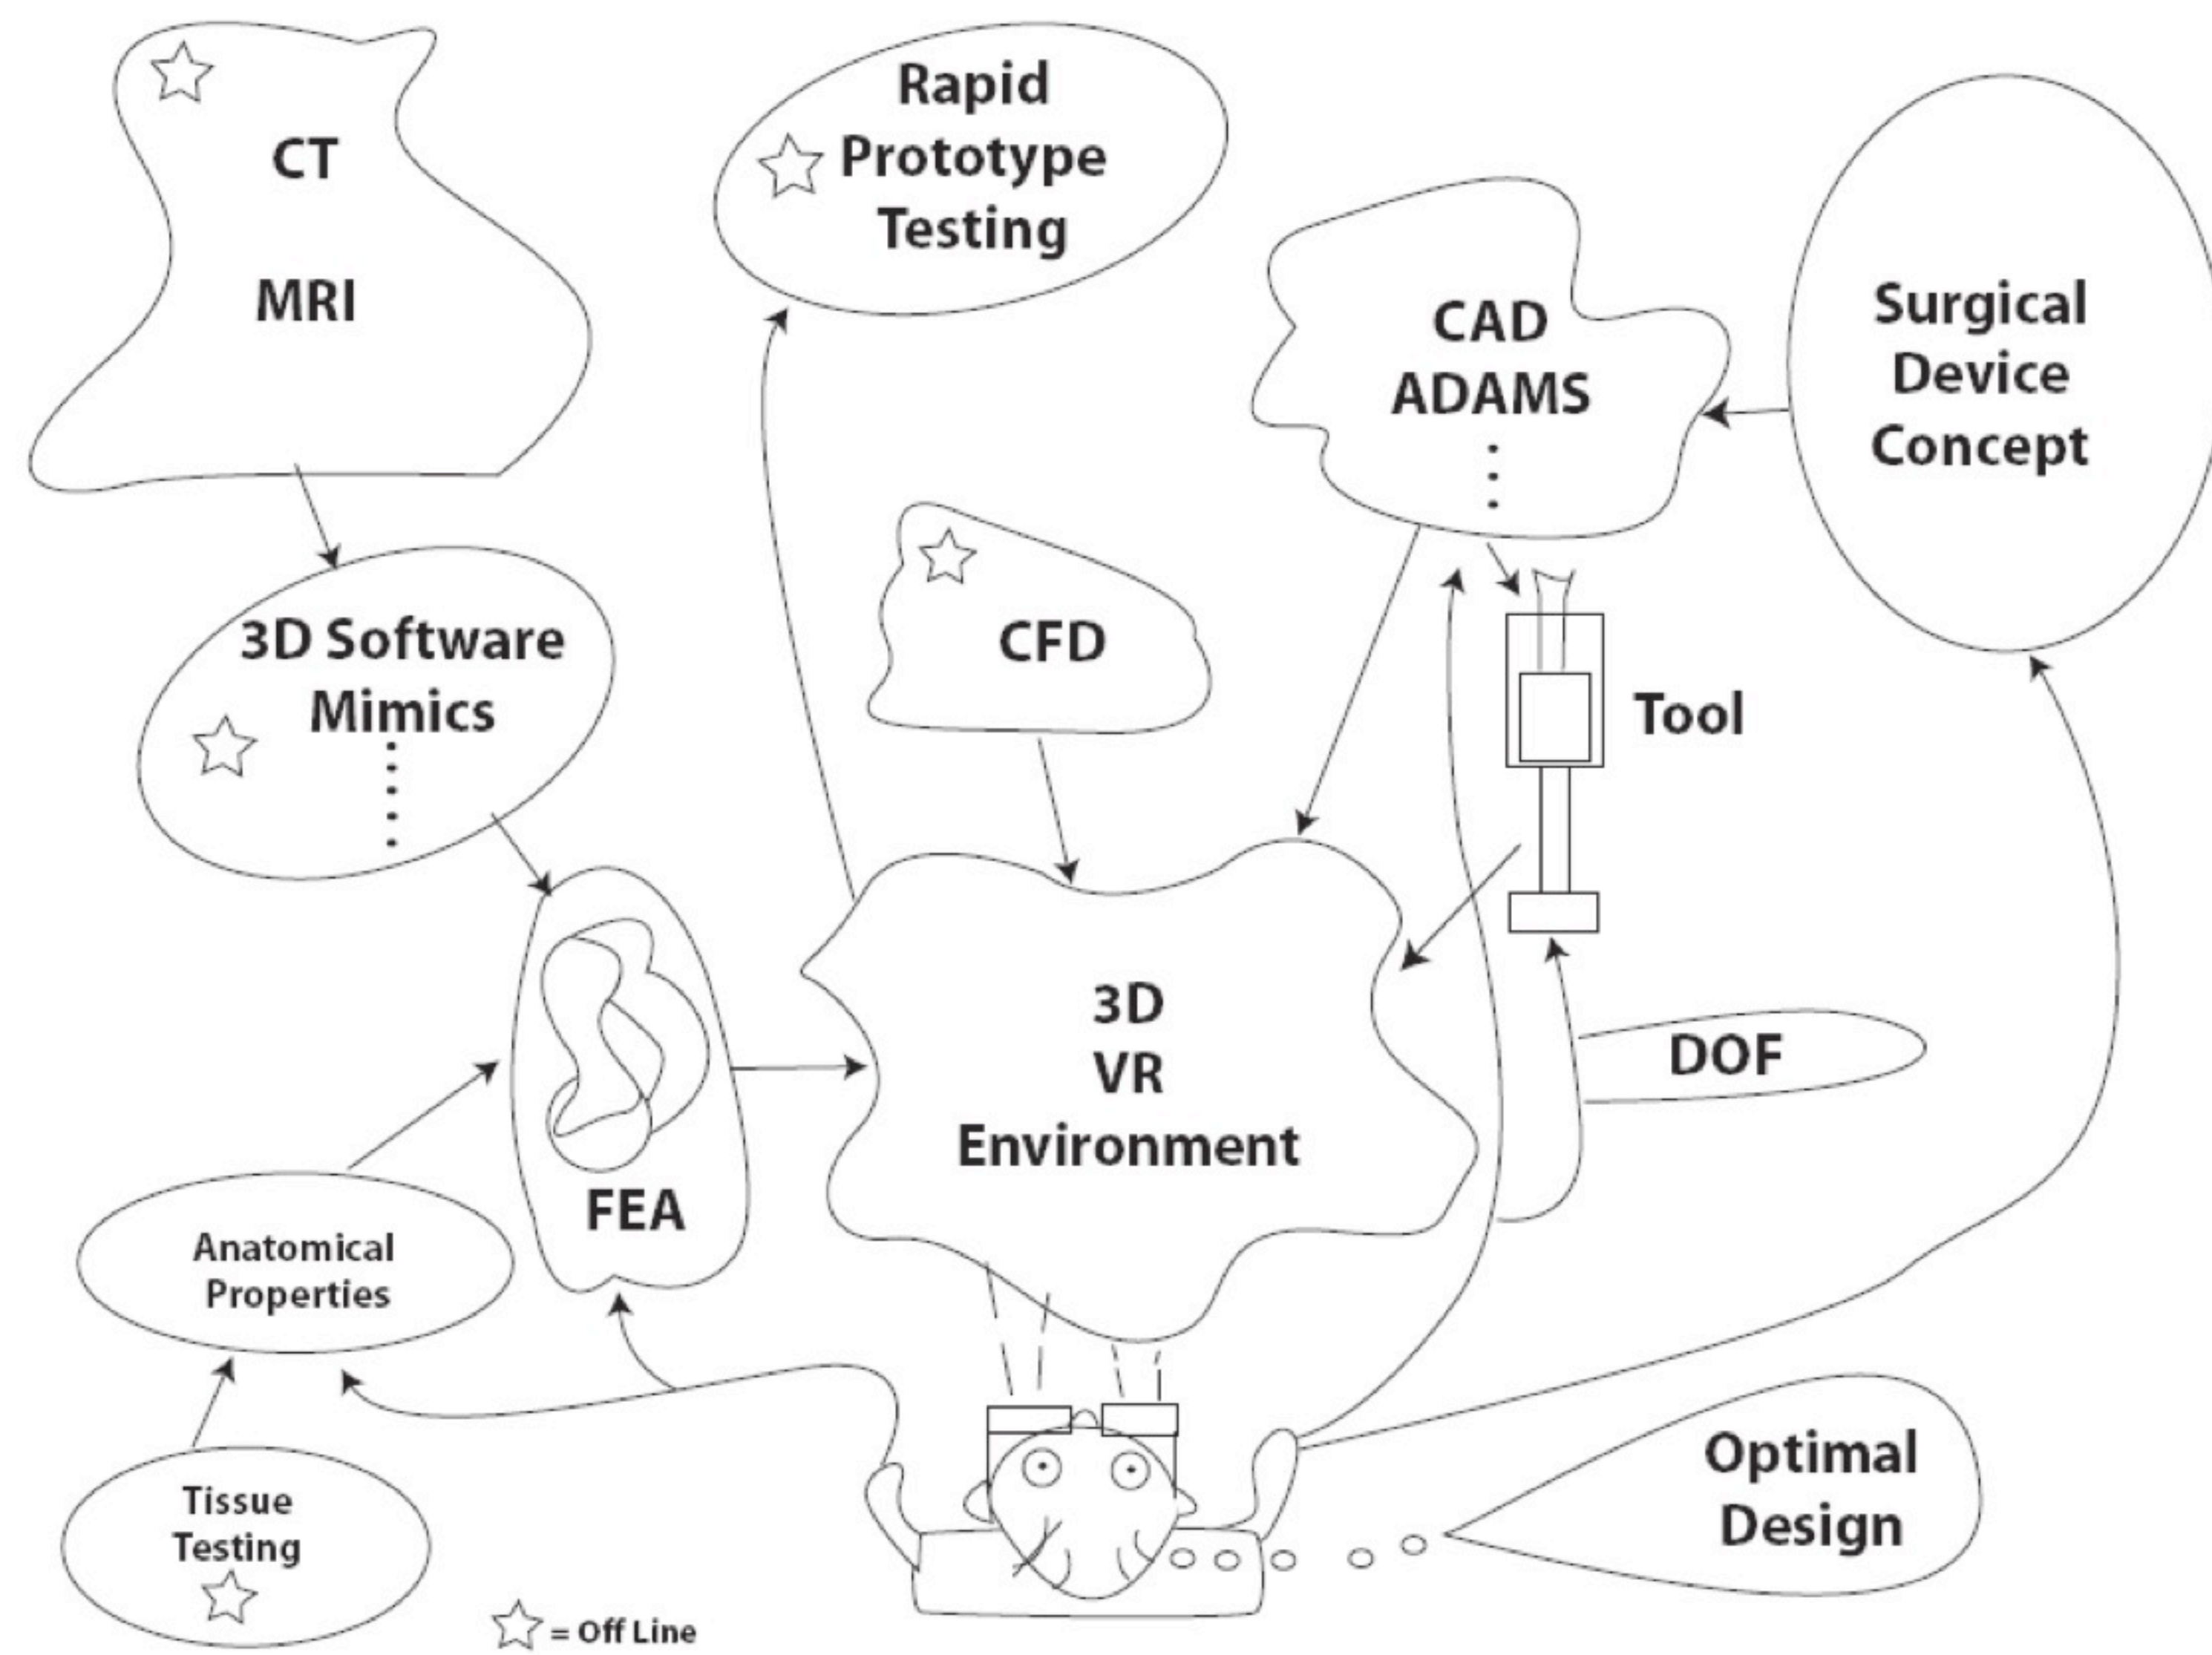 CT
MRI
Rapid
Prototype
Testing
CAD
ADAMS
Surgical
Device
Concept
3D Software
Mimics
CFD
Tool
3D
VR
Environment
DOF
FEA
Anatomical
Properties
Tissue
Testing
Optimal
Design
= Off Line